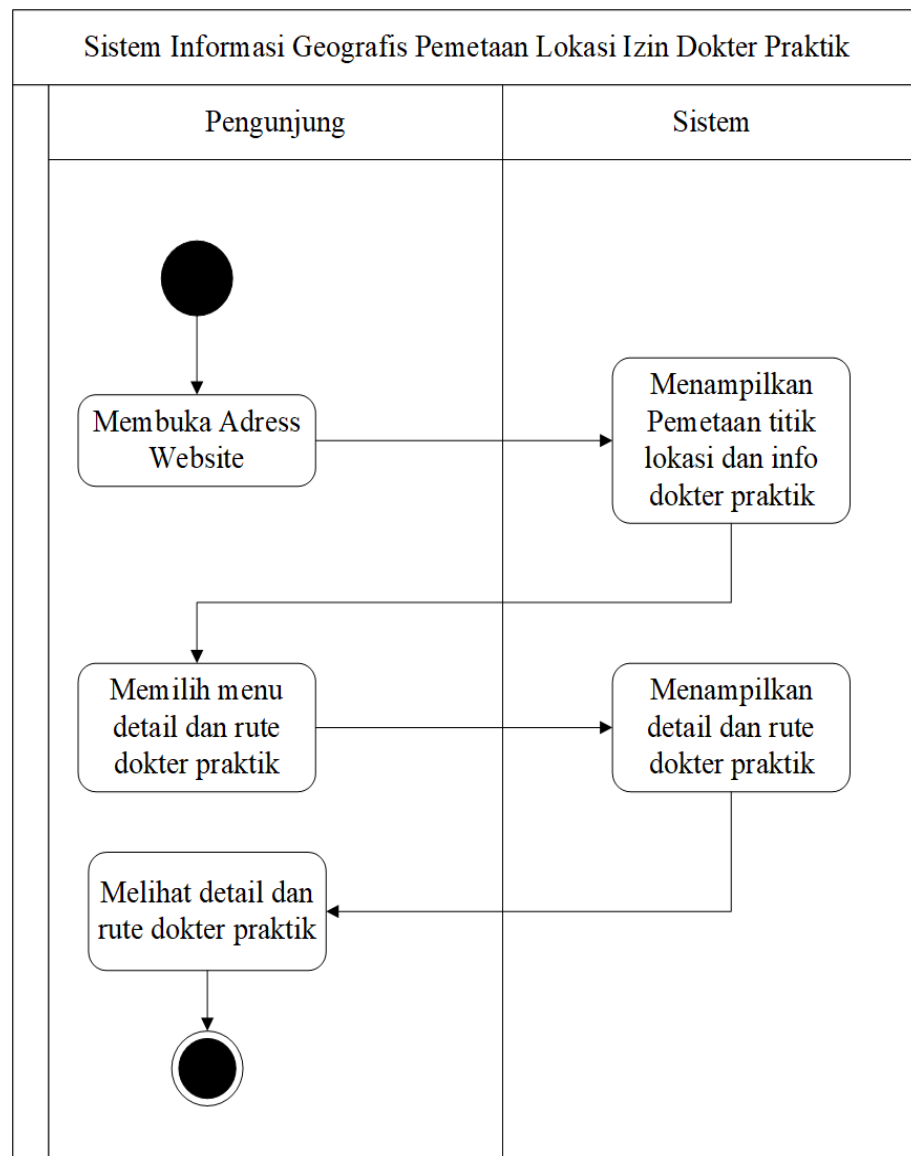 Sistem Informasi Geografis Pemetaan Lokasi Izin Dokter Praktik
Pengunjung
Sistem
Membuka Adress
Website
Menampilkan
Pemetaan titik
lokasi dan info
dokter praktik
Memilih menu
detail dan rute
dokter praktik
Menampilkan
detail dan rute
dokter praktik
Melihat detail dan
rute dokter praktik